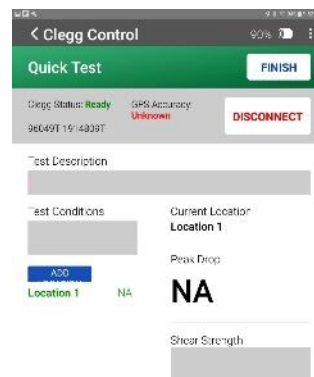 < Clegg Control 90%
Quick Test FINISH
Clegg Status: Ready GPS Accuracy:
Unknown
DISCONNECT
Test Description
Test Conditions Current Location
Location 1
Peak Drop
ADD
Location 1 NA NA
Shear Strength